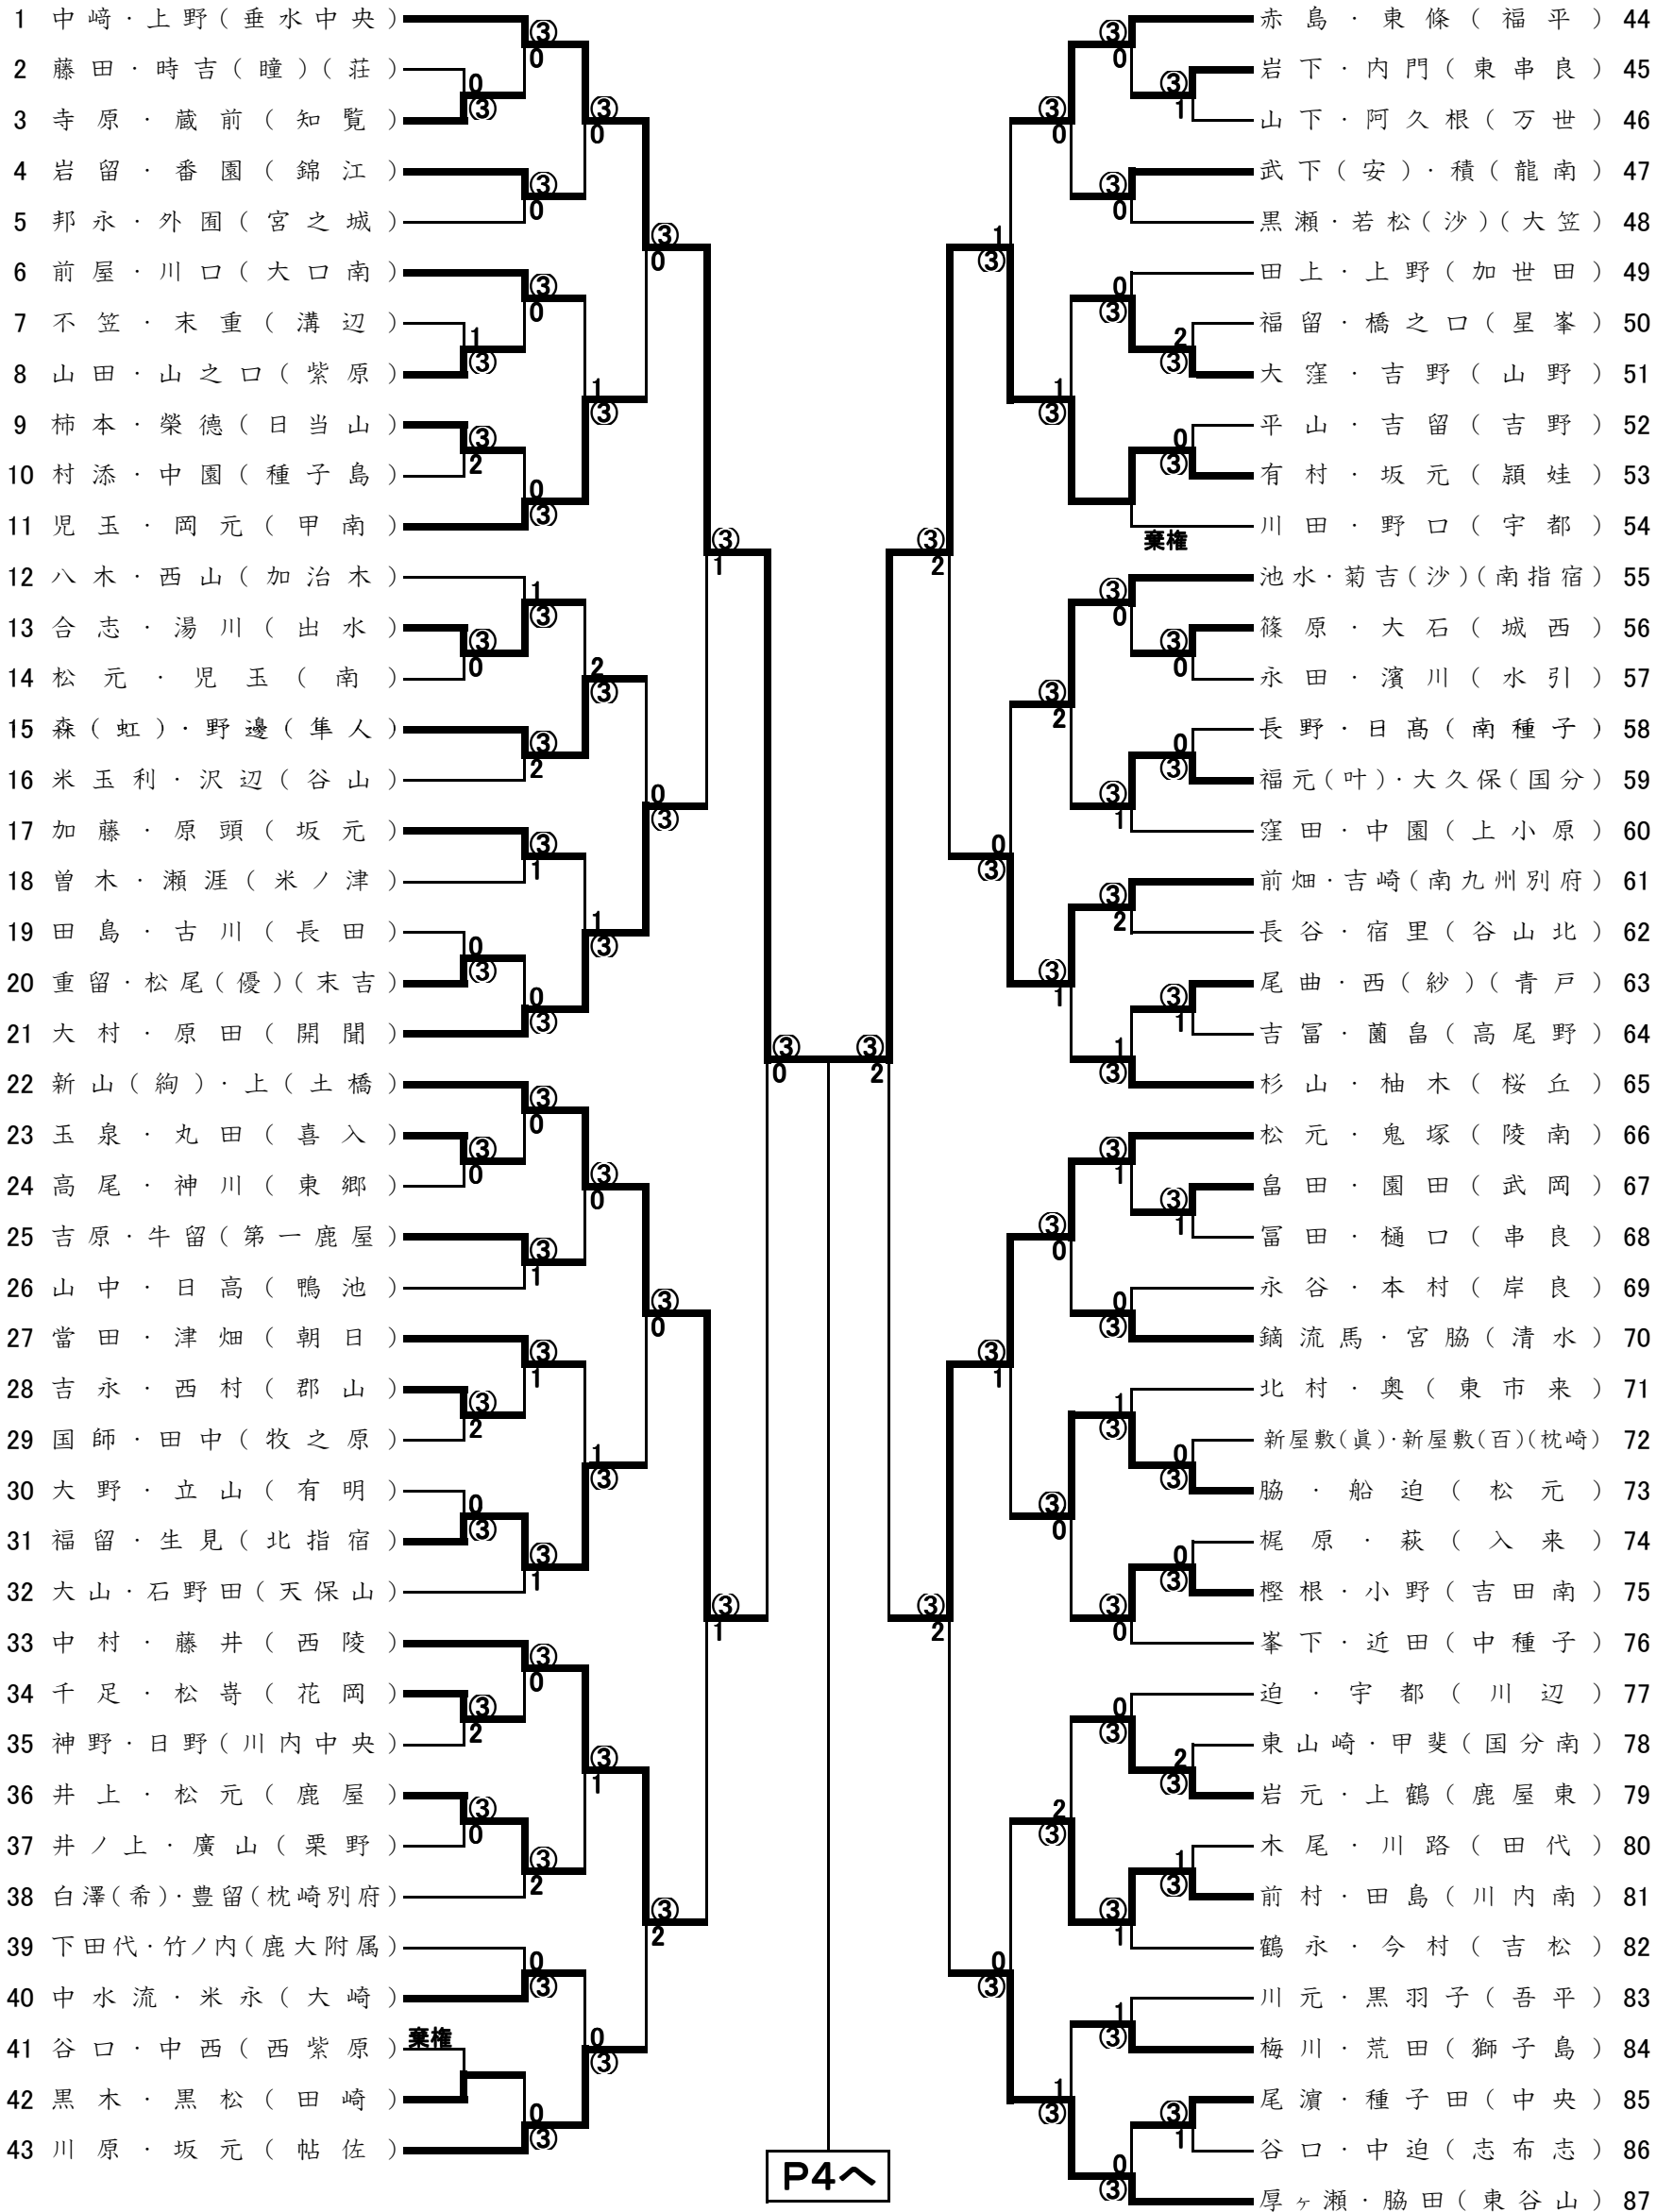 1 中﨑・上野(垂水中央)
2 藤田・時吉(瞳)(荘)
3 寺原・蔵前(知覧)
4 岩留・番園(錦江)
5 邦永・外園(宮之城)
6 前屋・川口(大口南)
7 不笠・末重(溝辺)
8 山田・山之口(紫原)
9 柿本・榮德(日当山)
10 村添・中園(種子島)
11 児玉・岡元(甲南)
12 八木・西山(加治木)
13 合志・湯川(出水)
14 松元・児玉(南)
15 森(虹)・野邊(隼人)
16 米玉利・沢辺(谷山)
17 加藤・原頭(坂元)
18 曽木・瀬涯(米ノ津)
19 田島・古川(長田)
20 重留・松尾(優)(末吉)
21 大村・原田(開聞)
22 新山(絢)・上(土橋)
23 玉泉・丸田(喜入)
24 高尾・神川(東郷)
25 吉原・牛留(第一鹿屋)
26 山中・日高(鴨池)
27 當田・津畑(朝日)
28 吉永・西村(郡山)
29 国師・田中(牧之原)
30 大野・立山(有明)
31 福留・生見(北指宿)
32 大山・石野田(天保山)
33 中村・藤井(西陵)
34 千足・松嵜(花岡)
35 神野・日野(川内中央)
36 井上・松元(鹿屋)
37 井ノ上・廣山(栗野)
38 白澤(希)・豊留(枕崎別府)
39 下田代・竹ノ内(鹿大附属)
40 中水流・米永(大崎)
41 谷口・中西(西紫原) 棄権
42 黒木・黒松(田崎)
43 川原・坂元(帖佐)
赤島・東條(福平) 44
岩下・内門(東串良) 45
山下・阿久根(万世) 46
武下(安)・積(龍南) 47
黒瀬・若松(沙)(大笠) 48
田上・上野(加世田) 49
福留・橋之口(星峯) 50
大窪・吉野(山野) 51
平山・吉留(吉野) 52
有村・坂元(頴娃) 53
川田・野口(宇都) 54
棄権
池水・菊吉(沙)(南指宿) 55
篠原・大石(城西) 56
永田・濱川(水引) 57
長野・日髙(南種子) 58
福元(叶)・大久保(国分) 59
窪田・中園(上小原) 60
前畑・吉崎(南九州別府) 61
長谷・宿里(谷山北) 62
尾曲・西(紗)(青戸) 63
吉冨・薗畠(高尾野) 64
杉山・柚木(桜丘) 65
松元・鬼塚(陵南) 66
畠田・園田(武岡) 67
冨田・樋口(串良) 68
永谷・本村(岸良) 69
鏑流馬・宮脇(清水) 70
北村・奥(東市来) 71
新屋敷(眞)・新屋敷(百)(枕崎) 72
脇・船迫(松元) 73
梶原・萩(入来) 74
樫根・小野(吉田南) 75
峯下・近田(中種子) 76
迫・宇都(川辺) 77
東山崎・甲斐(国分南) 78
岩元・上鶴(鹿屋東) 79
木尾・川路(田代) 80
前村・田島(川内南) 81
鶴永・今村(吉松) 82
川元・黒羽子(吾平) 83
梅川・荒田(獅子島) 84
尾濵・種子田(中央) 85
谷口・中迫(志布志) 86
厚ヶ瀬・脇田(東谷山) 87
P4へ